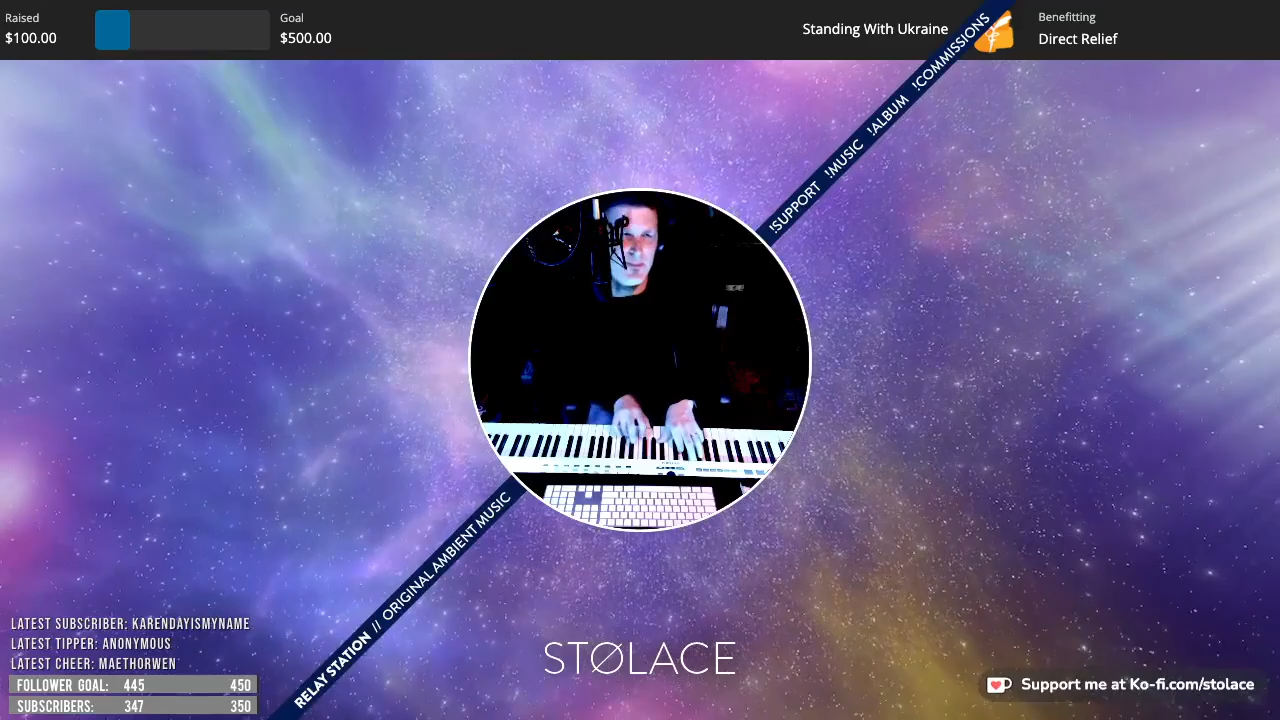 Raised
$100.00
Goal
$500.00
Standing With Ukraine
Benefitting
Direct Relief
!SUPPORT !MUSIC !ALBUM !COMMISSIONS
RELAY STATION // ORIGINAL AMBIENT MUSIC
STØLACE
LATEST SUBSCRIBER: KARENDAYISMYNAME
LATEST TIPPER: ANONYMOUS
LATEST CHEER: MAETHORWEN
FOLLOWER GOAL: 445 450
SUBSCRIBERS: 347 350
Support me at Ko-fi.com/stolace